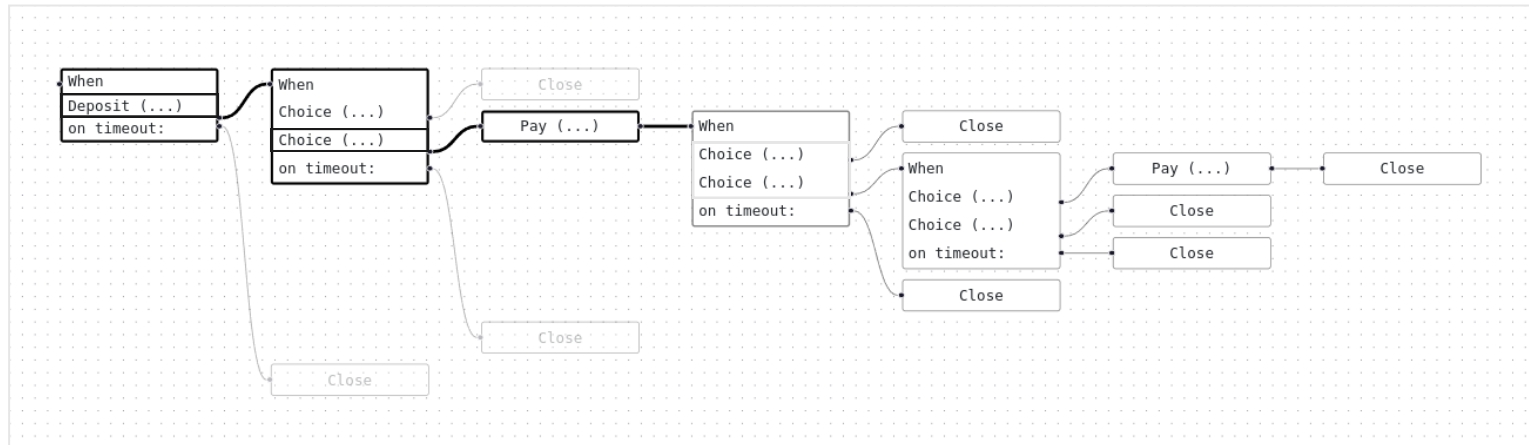 When
Deposit (...)
on timeout:
When
Choice (...)
Choice (...)
on timeout:
Close
Pay (...)
Close
Close
When
Choice (...)
Choice (...)
on timeout:
Close
When
Choice (...)
Choice (...)
on timeout:
Close
Pay (...)
Close
Close
Close